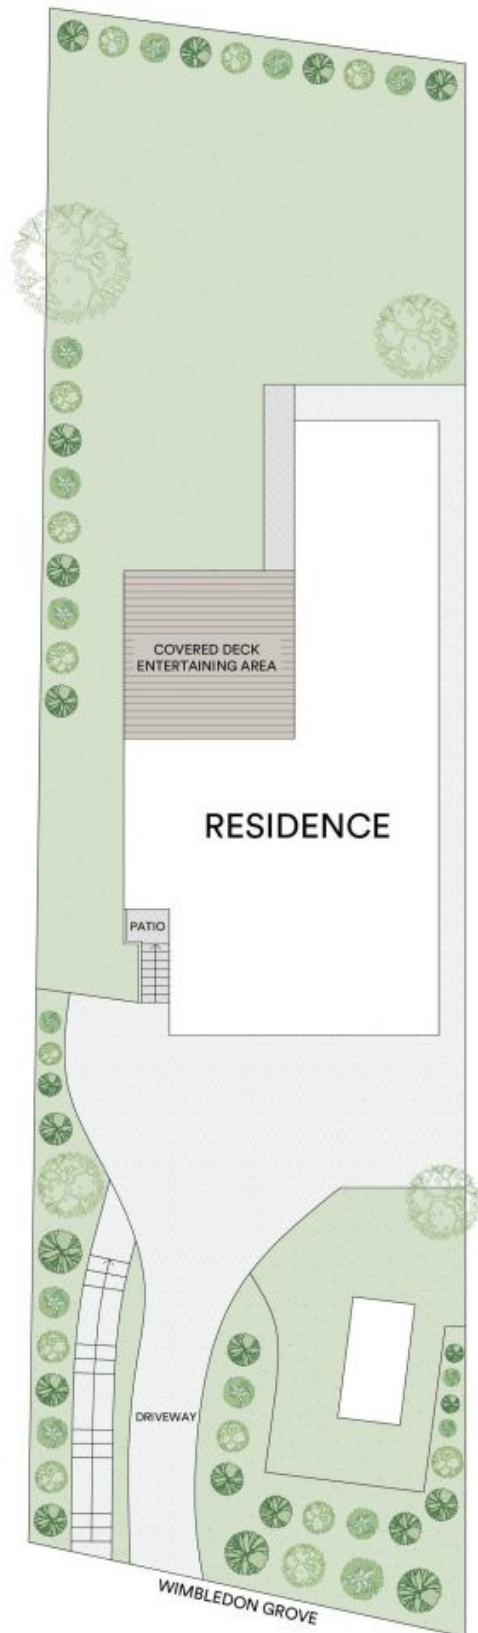 COVERED DECK
ENTERTAINING AREA
RESIDENCE
PATIO
DRIVEWAY
WIMBLEDON GROVE